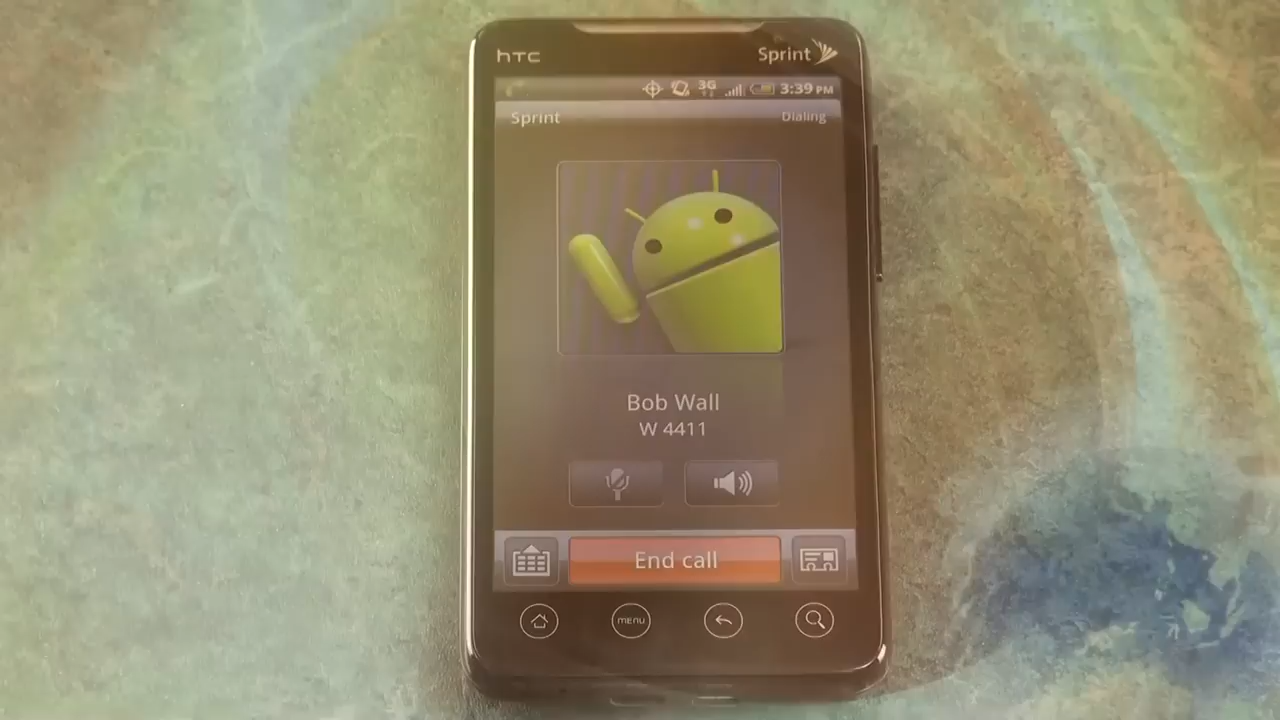 hTC
Sprint
3G
3:39 PM
Sprint
Dialing
Bob Wall
W 4411
End call
MENU